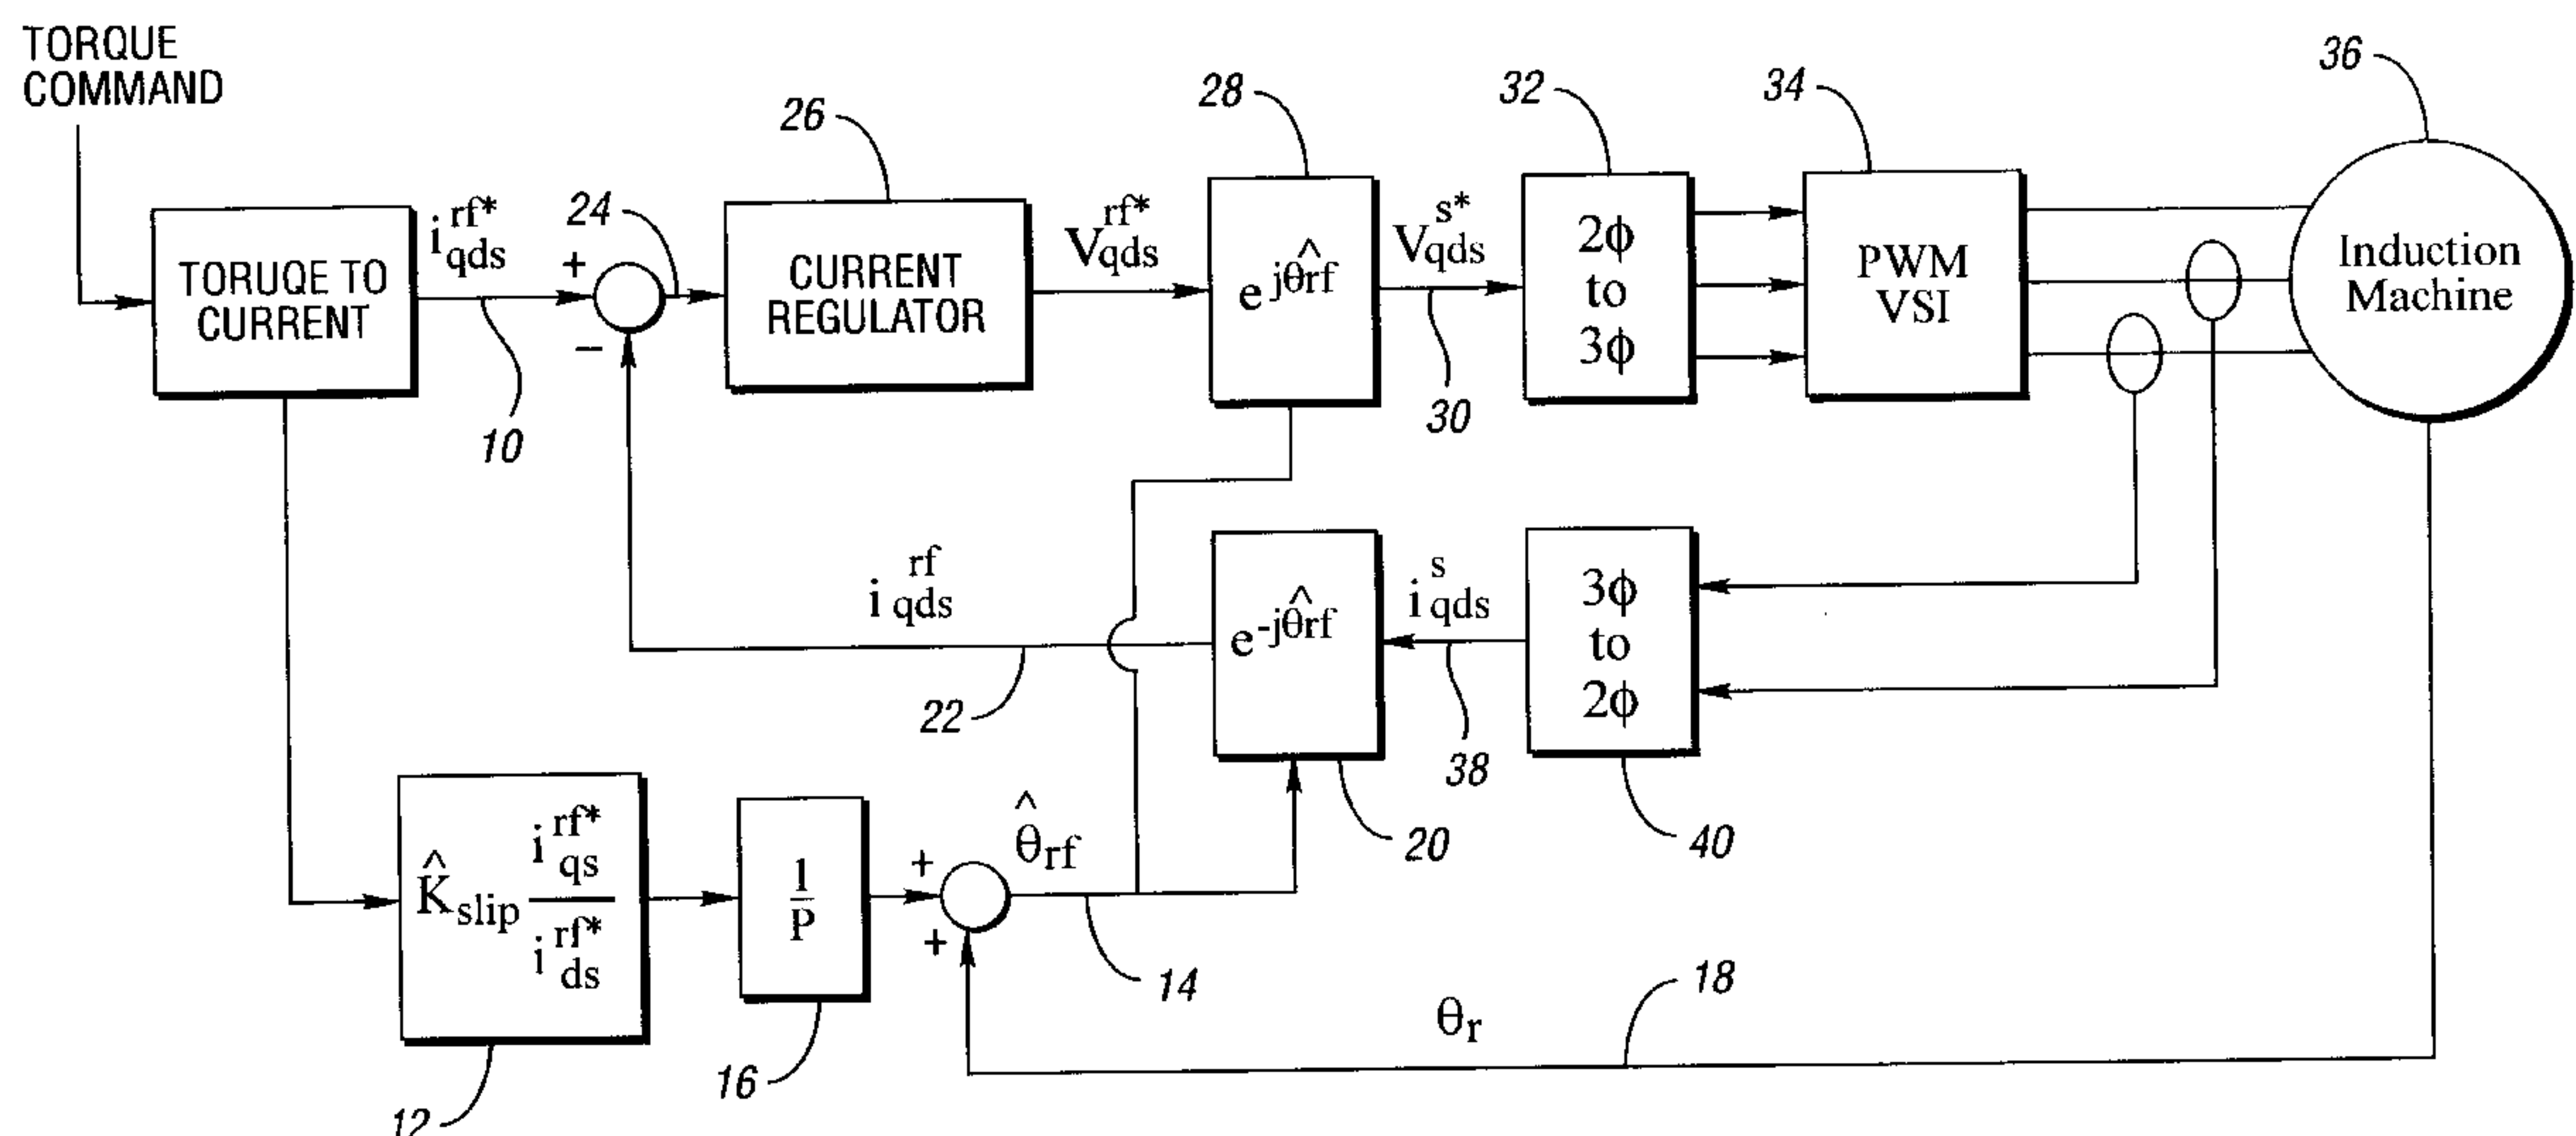 TORQUE
COMMAND
TORUQE TO
CURRENT
i qds rf*
10
+
−
24
26
CURRENT
REGULATOR
V qds rf*
28
e jθ̂rf
V qds s*
30
32
2ϕ
to
3ϕ
34
PWM
VSI
36
Induction
Machine
i qds rf
22
e -jθ̂rf
20
i qds s
38
3ϕ
to
2ϕ
40
K̂ slip i qs rf* / i ds rf*
12
1
P
16
+
+
θ̂ rf
14
θr
18